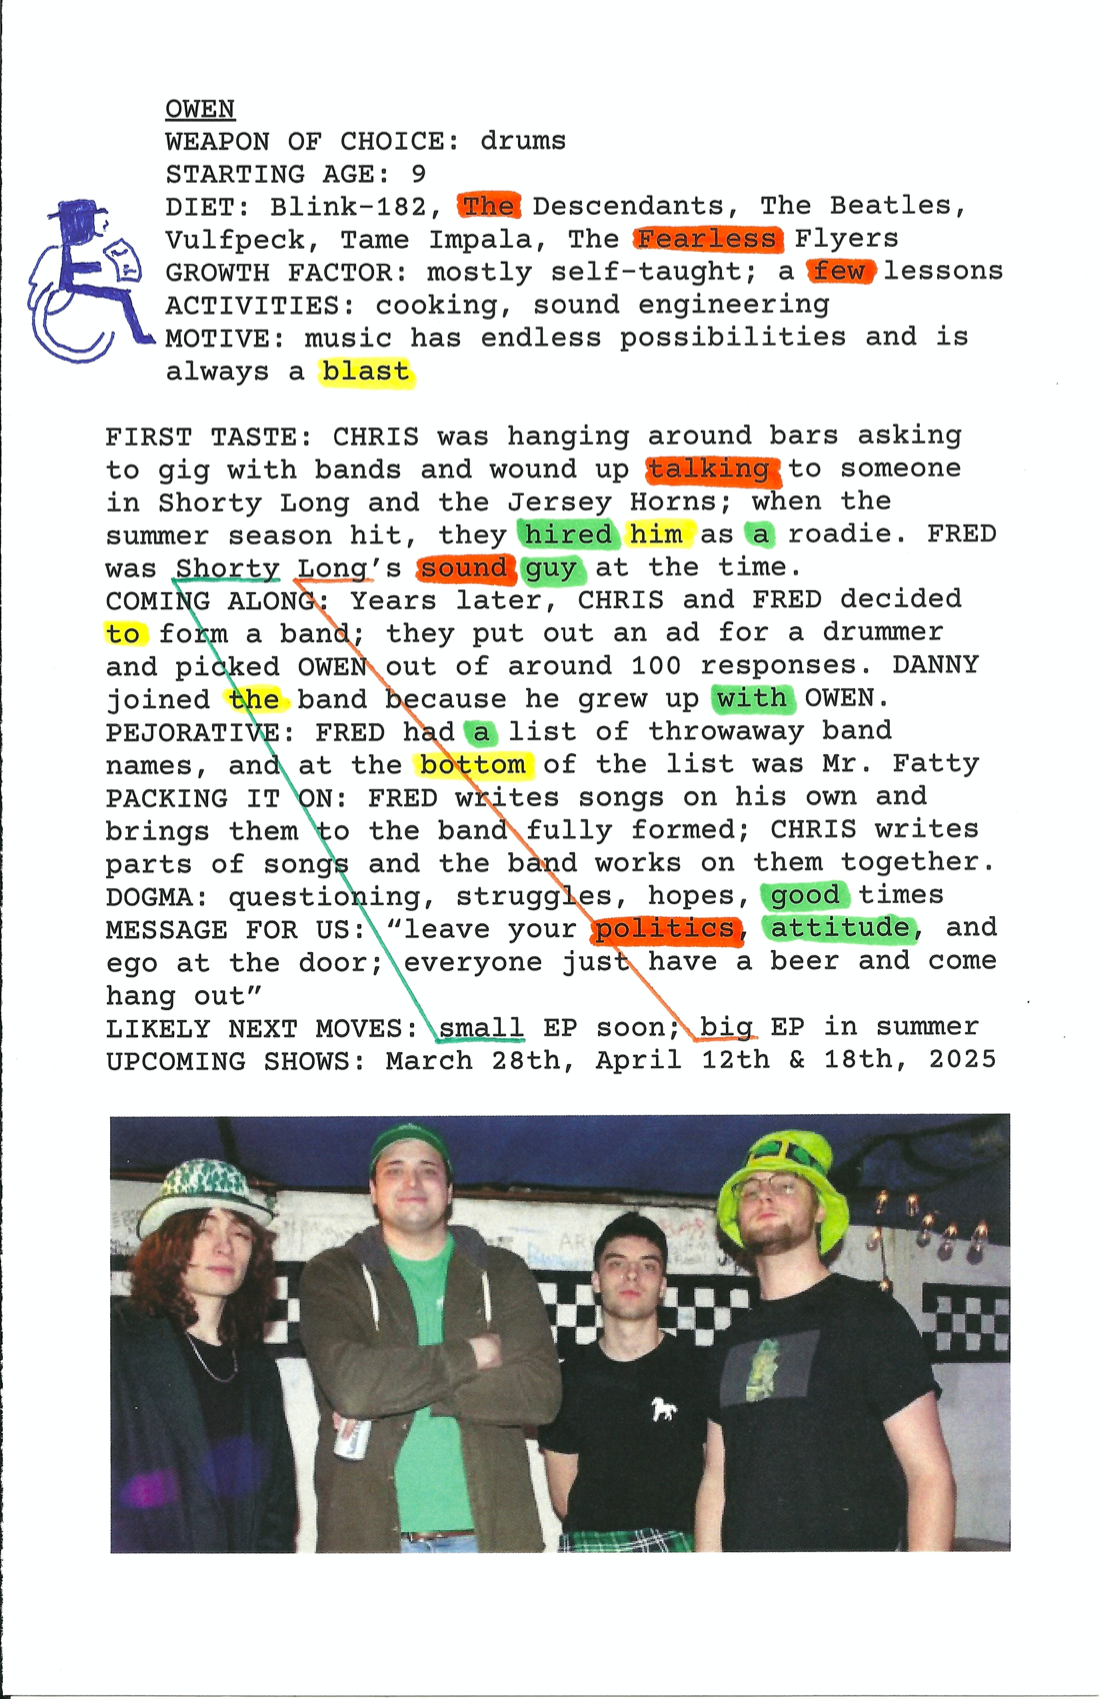 OWEN
WEAPON OF CHOICE: drums
STARTING AGE: 9
DIET: Blink-182, The Descendants, The Beatles,
Vulfpeck, Tame Impala, The Fearless Flyers
GROWTH FACTOR: mostly self-taught; a few lessons
ACTIVITIES: cooking, sound engineering
MOTIVE: music has endless possibilities and is
always a blast
FIRST TASTE: CHRIS was hanging around bars asking
to gig with bands and wound up talking to someone
in Shorty Long and the Jersey Horns; when the
summer season hit, they hired him as a roadie. FRED
was Shorty Long's sound guy at the time.
COMING ALONG: Years later, CHRIS and FRED decided
to form a band; they put out an ad for a drummer
and picked OWEN out of around 100 responses. DANNY
joined the band because he grew up with OWEN.
PEJORATIVE: FRED had a list of throwaway band
names, and at the bottom of the list was Mr. Fatty
PACKING IT ON: FRED writes songs on his own and
brings them to the band fully formed; CHRIS writes
parts of songs and the band works on them together.
DOGMA: questioning, struggles, hopes, good times
MESSAGE FOR US: “leave your politics, attitude, and
ego at the door; everyone just have a beer and come
hang out”
LIKELY NEXT MOVES: small EP soon; big EP in summer
UPCOMING SHOWS: March 28th, April 12th & 18th, 2025